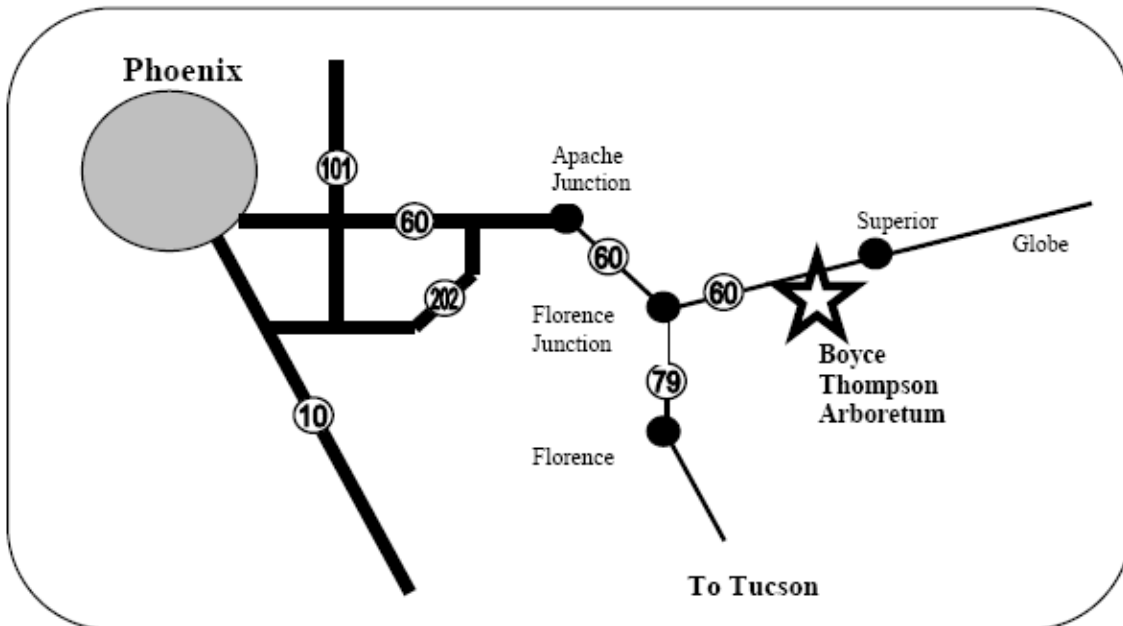 Phoenix
101
Apache
Junction
60
Superior
Globe
60
202
60
Florence
Junction
Boyce
Thompson
Arboretum
79
10
Florence
To Tucson